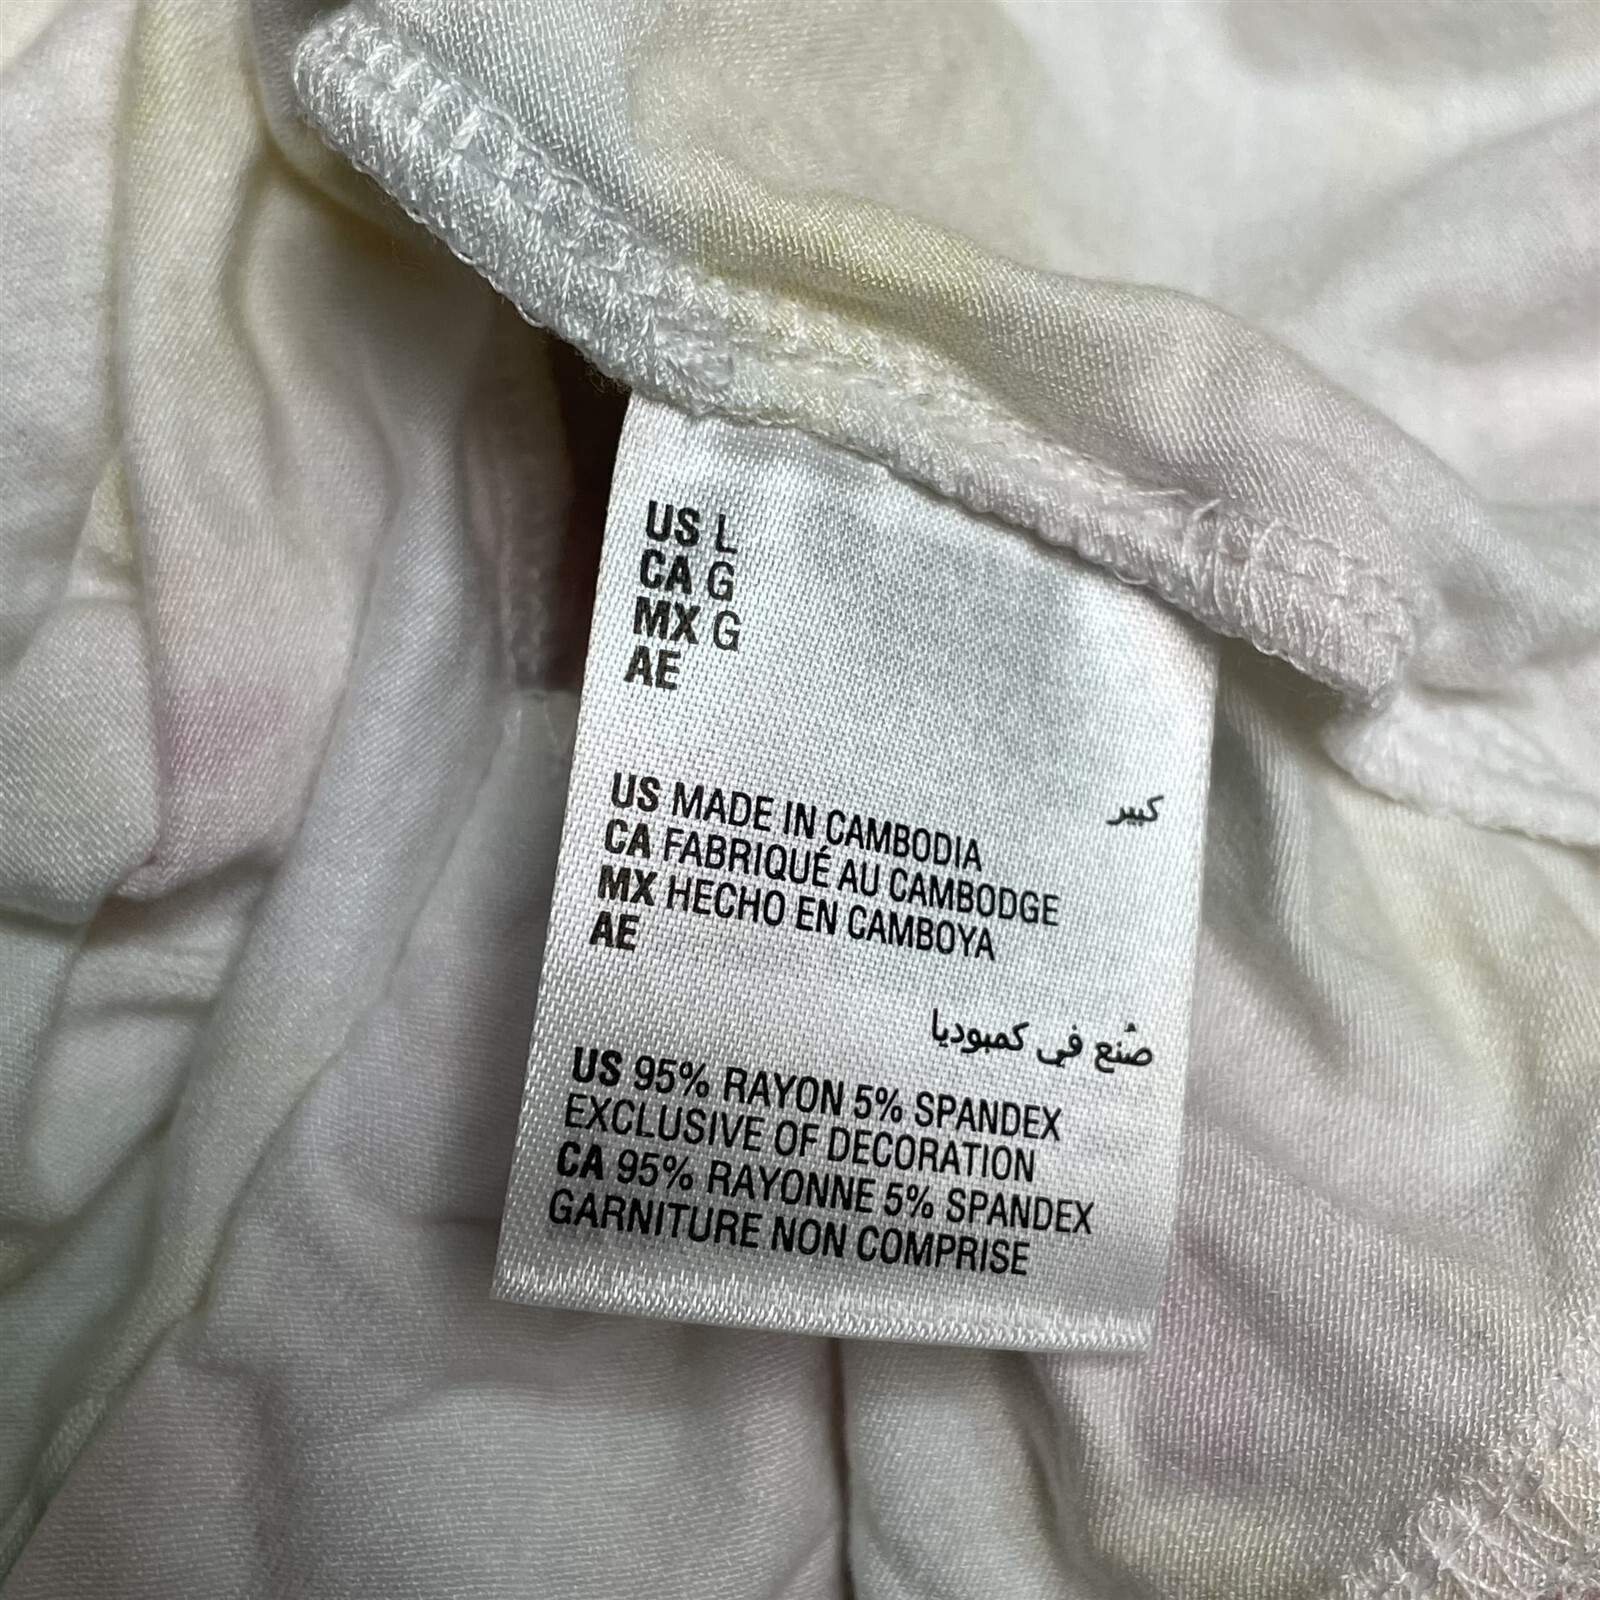 US L
CA G
MX G
AE
كبير
US MADE IN CAMBODIA
CA FABRIQUÉ AU CAMBODGE
MX HECHO EN CAMBOYA
AE
صُنع في كمبوديا
US 95% RAYON 5% SPANDEX
EXCLUSIVE OF DECORATION
CA 95% RAYONNE 5% SPANDEX
GARNITURE NON COMPRISE